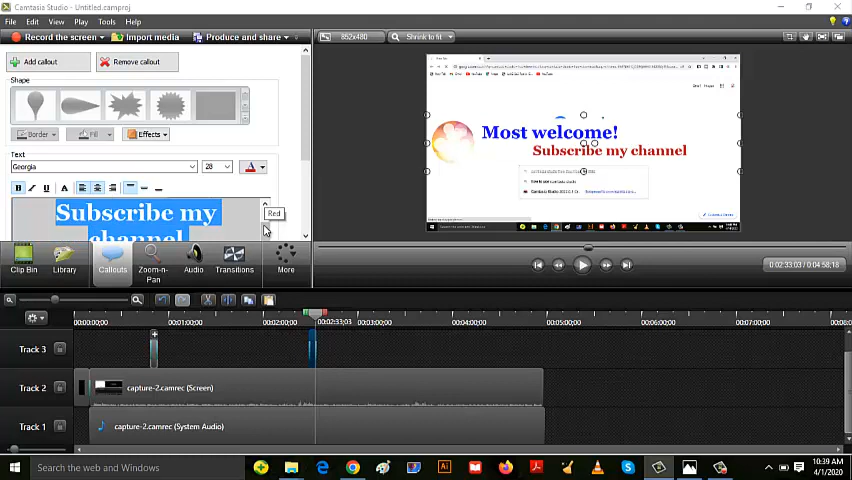 Camtasia Studio - Untitled.camproj
File Edit View Play Tools Help
Record the screen Import media Produce and share
852x480 Shrink to fit
Add callout Remove callout
Shape
Border Fill Effects
Text
Georgia 28 A
B I U A
Subscribe my
channel
Red
Most welcome!
Subscribe my channel
Clip Bin Library Callouts Zoom-n-Pan Audio Transitions More
0:02:33;03 / 0:04:58;18
00:00:00;00 00:01:00;00 00:02:00;00 00:02:33;03 00:03:00;00 00:04:00;00 00:05:00;00 00:06:00;00 00:07:00;00 00:08:0
Track 3
Track 2 capture-2.camrec (Screen)
Track 1 capture-2.camrec (System Audio)
Search the web and Windows
10:39 AM
4/1/2020